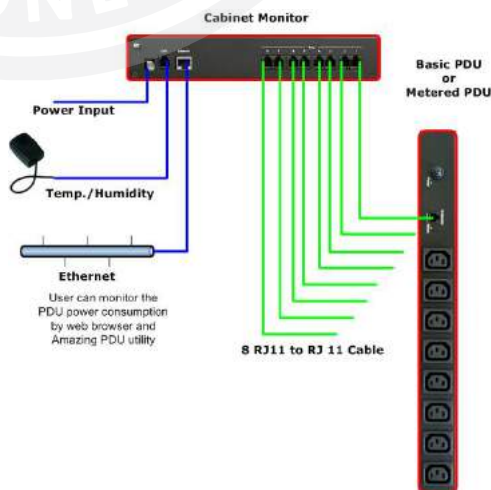 Cabinet Monitor
Basic PDU
or
Metered PDU
Power Input
Temp./Humidity
Ethernet
User can monitor the
PDU power consumption
by web browser and
Amazing PDU utility
8 RJ11 to RJ 11 Cable